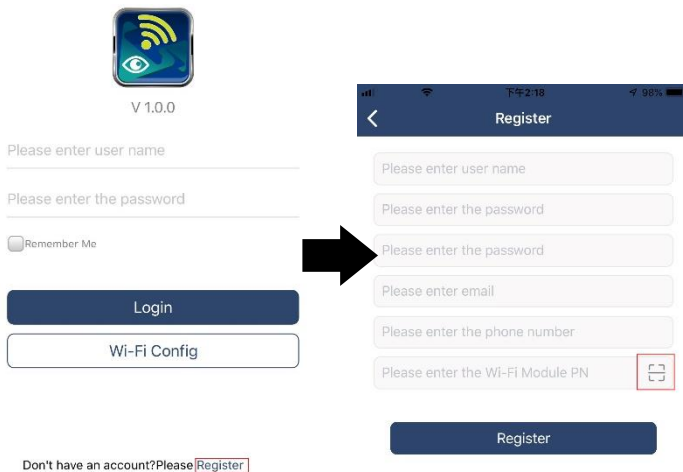 V 1.0.0
Please enter user name
Please enter the password
Remember Me
Login
Wi-Fi Config
Don't have an account?Please Register
下午2:18
98%
Register
Please enter user name
Please enter the password
Please enter the password
Please enter email
Please enter the phone number
Please enter the Wi-Fi Module PN
Register